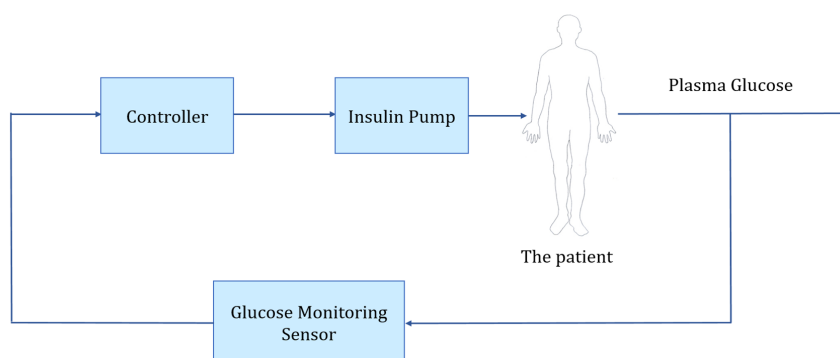 Plasma Glucose
Controller
Insulin Pump
The patient
Glucose Monitoring
Sensor